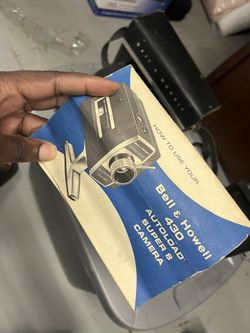 HOW TO USE YOUR
Bell & Howell
430
AUTOLOAD
SUPER 8
CAMERA